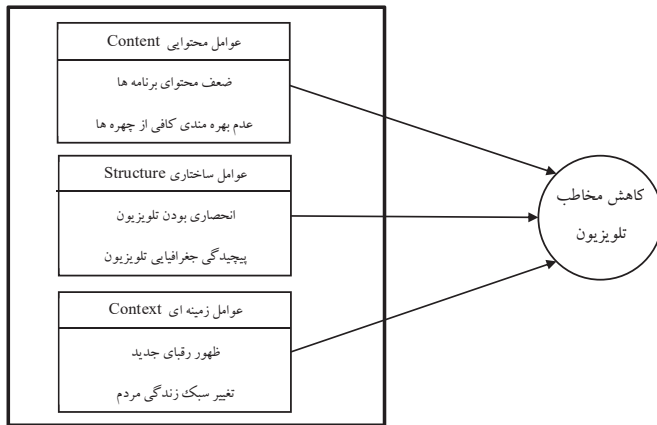 عوامل محتوایی Content
ضعف محتوای برنامه ها
عدم بهره مندی کافی از چهره ها
عوامل ساختاری Structure
انحصاری بودن تلویزیون
پیچیدگی جغرافیایی تلویزیون
عوامل زمینه ای Context
ظهور رقبای جدید
تغییر سبک زندگی مردم
کاهش مخاطب
تلویزیون